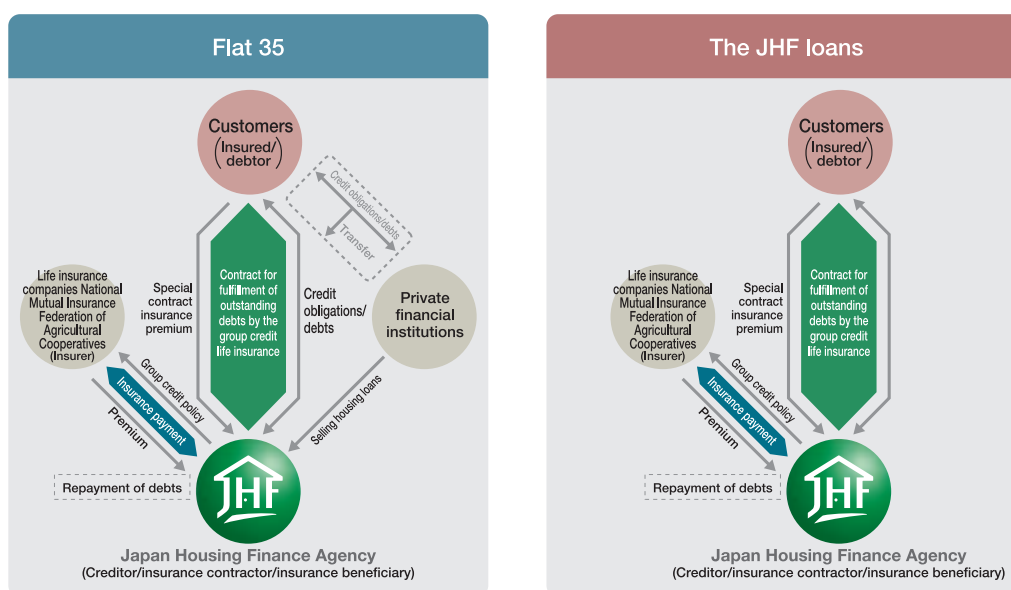 Flat 35
Customers
(Insured/
debtor)
Credit obligations/debts
Transfer
Life insurance
companies National
Mutual Insurance
Federation of
Agricultural
Cooperatives
(Insurer)
Special
contract
insurance
premium
Contract for
fulfillment of
outstanding
debts by the
group credit
life insurance
Credit
obligations/
debts
Private
financial
institutions
Group credit policy
Insurance payment
Premium
Selling housing loans
Repayment of debts
JHF
Japan Housing Finance Agency
(Creditor/insurance contractor/insurance beneficiary)
The JHF loans
Customers
(Insured/
debtor)
Life insurance
companies National
Mutual Insurance
Federation of
Agricultural
Cooperatives
(Insurer)
Special
contract
insurance
premium
Contract for
fulfillment of
outstanding
debts by the
group credit
life insurance
Group credit policy
Insurance payment
Premium
Repayment of debts
JHF
Japan Housing Finance Agency
(Creditor/insurance contractor/insurance beneficiary)